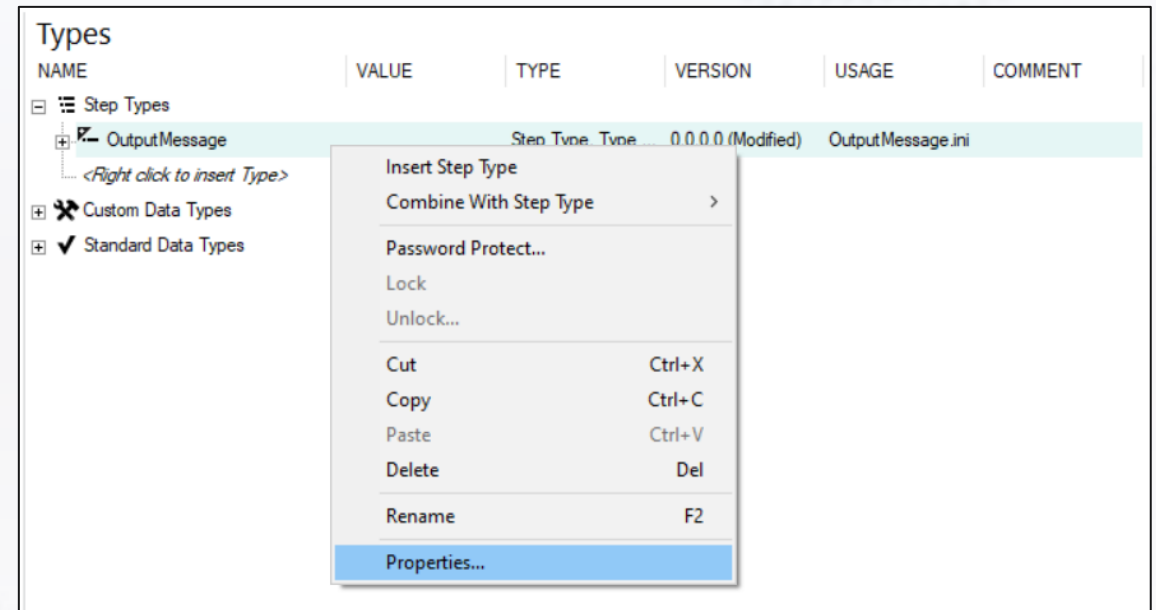 Types
NAME VALUE TYPE VERSION USAGE COMMENT
Step Types
OutputMessage Step Type, Type ... 0.0.0.0 (Modified) OutputMessage.ini
<Right click to insert Type>
Custom Data Types
Standard Data Types
Insert Step Type
Combine With Step Type >
Password Protect...
Lock
Unlock...
Cut Ctrl+X
Copy Ctrl+C
Paste Ctrl+V
Delete Del
Rename F2
Properties...